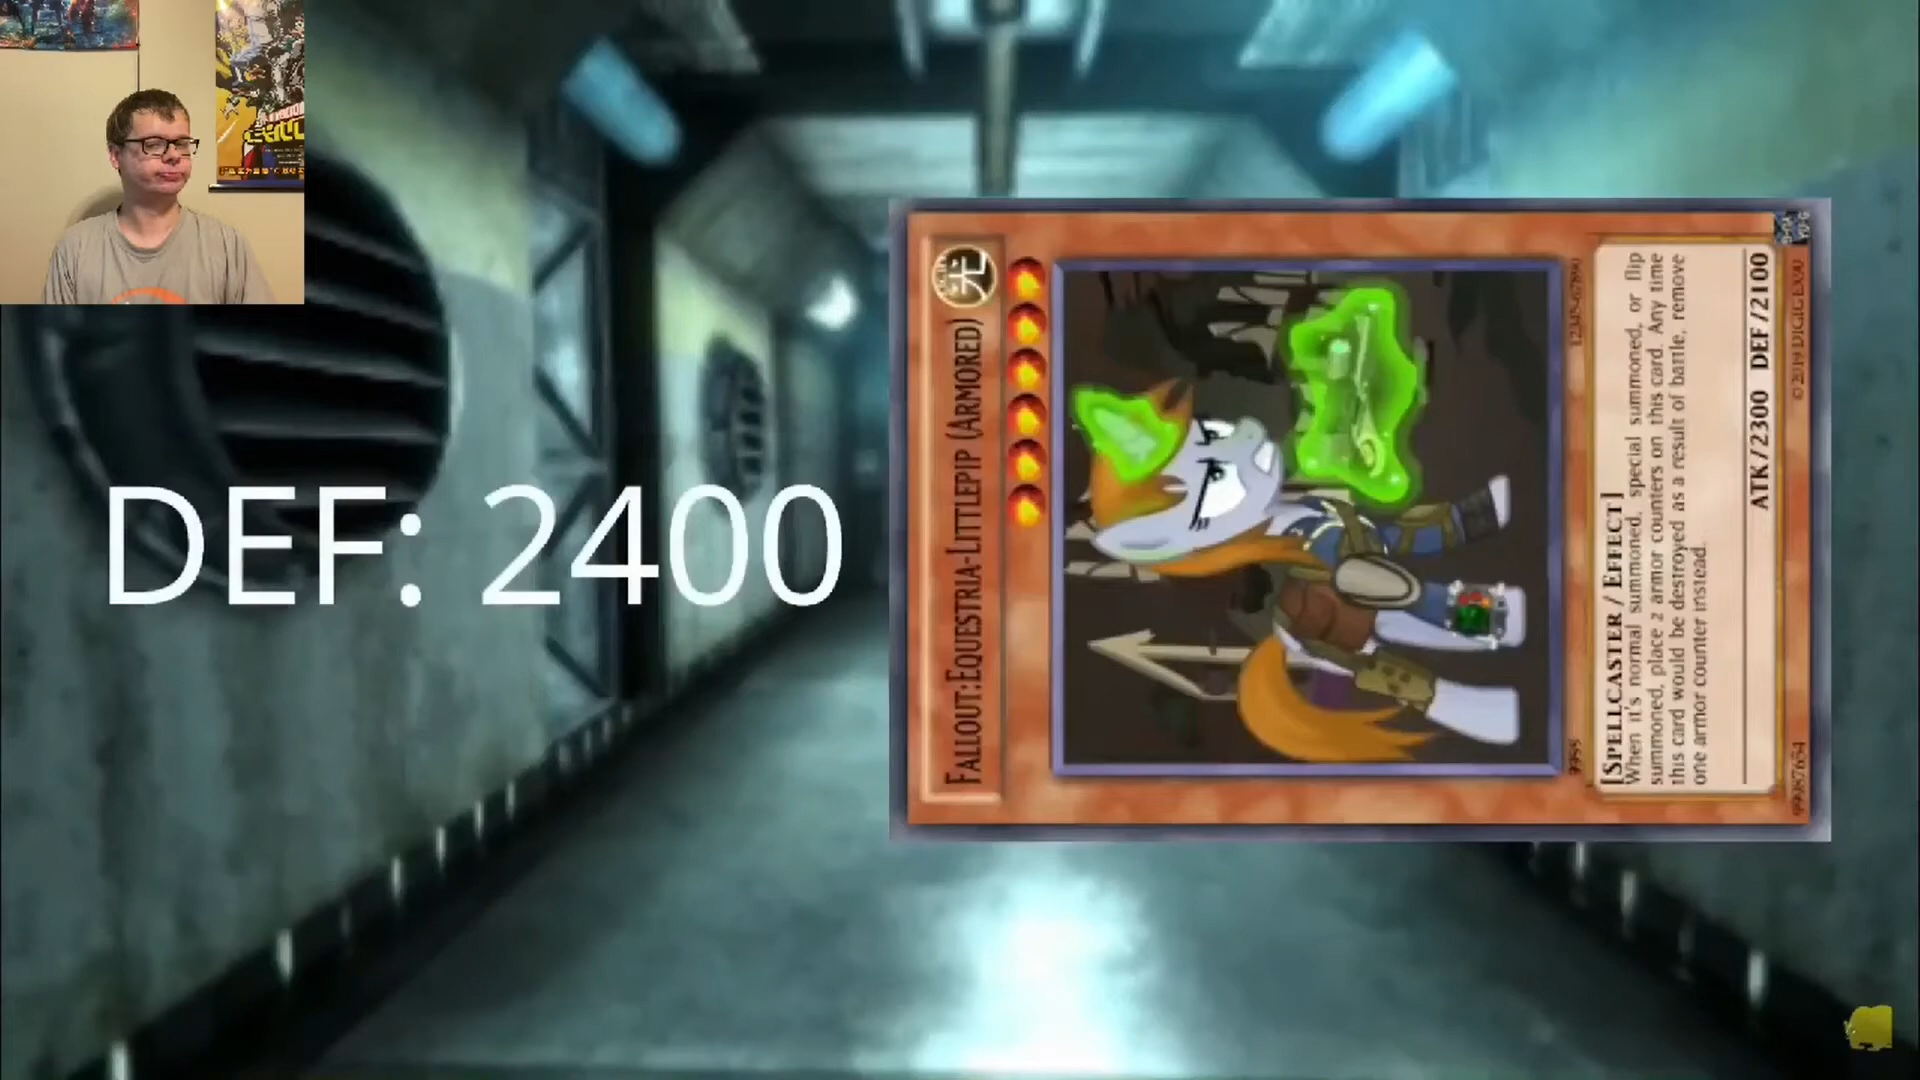 DEF: 2400
FALLOUT:EQUESTRIA-LITTLEPIP (ARMORED)
光
9955
[SPELLCASTER / EFFECT]
When it's normal summoned, special summoned, or flip
summoned, place 2 armor counters on this card. Any time
this card would be destroyed as a result of battle, remove
one armor counter instead.
ATK/2300 DEF/2100
99987654